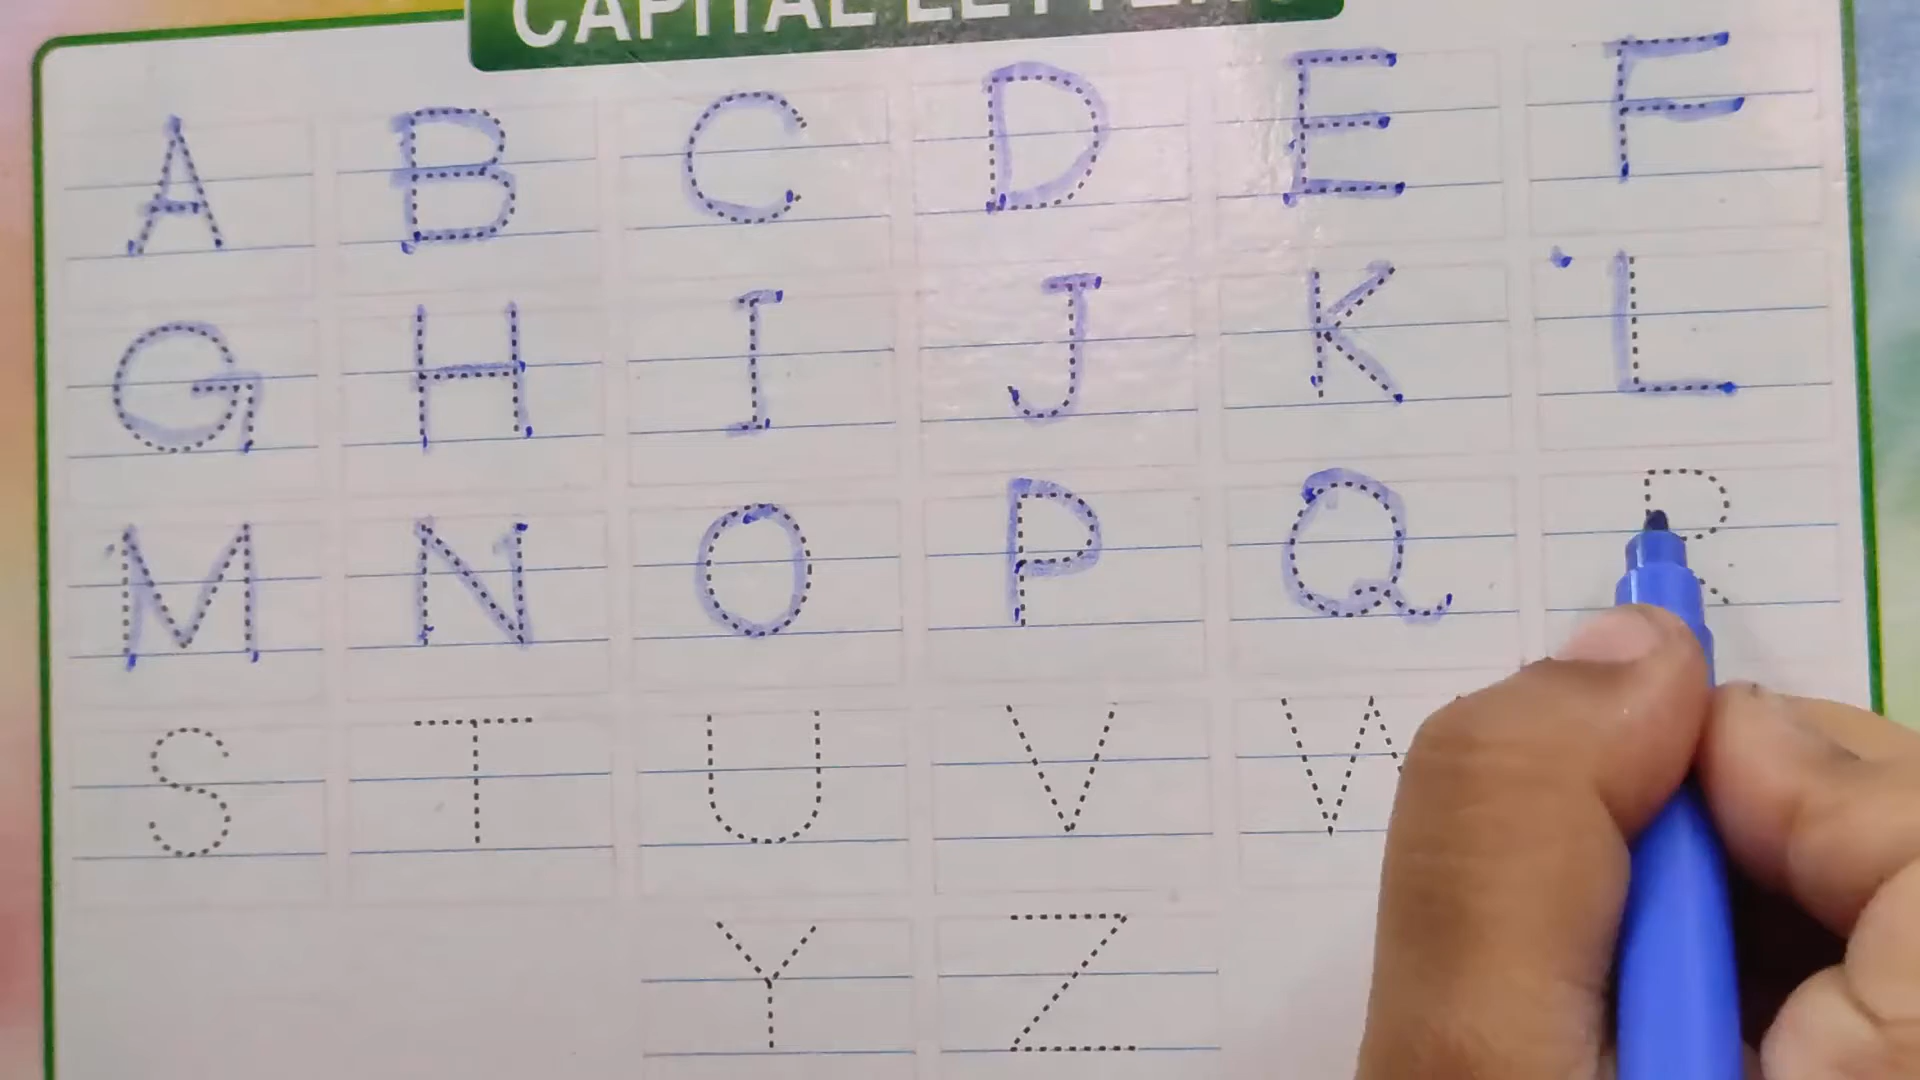 CAPITAL LETTERS
A B C D E F
G H I J K L
M N O P Q R
S T U V W
Y Z